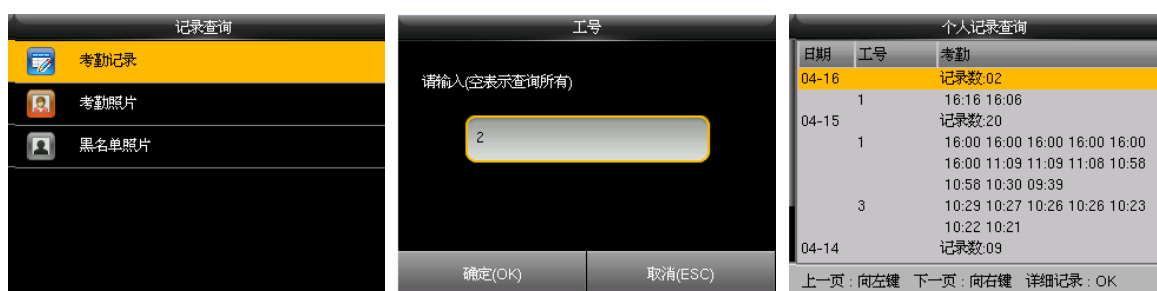 记录查询
考勤记录
考勤照片
黑名单照片
工号
请输入(空表示查询所有)
2
确定(OK) 取消(ESC)
个人记录查询
日期 工号 考勤
04-16 记录数:02
1 16:16 16:06
04-15 记录数:20
1 16:00 16:00 16:00 16:00 16:00
16:00 11:09 11:09 11:08 10:58
10:58 10:30 09:39
3 10:29 10:27 10:26 10:26 10:23
10:22 10:21
04-14 记录数:09
上一页 : 向左键 下一页 : 向右键 详细记录 : OK